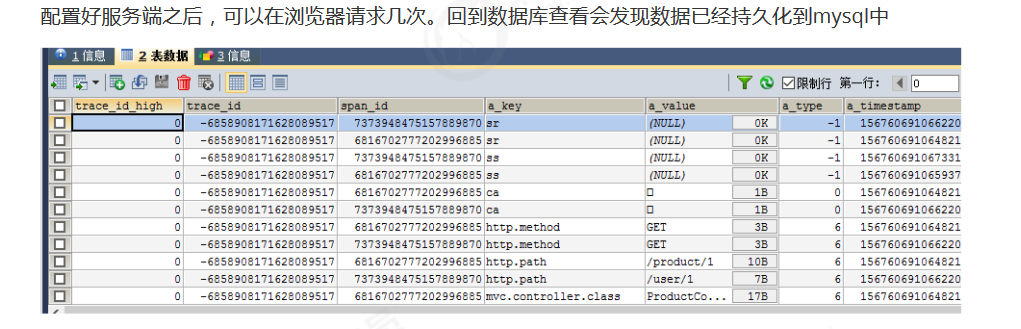 配置好服务端之后，可以在浏览器请求几次。回到数据库查看会发现数据已经持久化到mysql中
1 信息 2 表数据 3 信息
限制行 第一行： 0
trace_id_high trace_id span_id a_key a_value a_type a_timestamp
0 -6858908171628089517 7373948475157889870 sr (NULL) 0K -1 156760691066220
0 -6858908171628089517 6816702777202996885 sr (NULL) 0K -1 156760691064821
0 -6858908171628089517 7373948475157889870 ss (NULL) 0K -1 156760691067331
0 -6858908171628089517 6816702777202996885 ss (NULL) 0K -1 156760691065937
0 -6858908171628089517 6816702777202996885 ca 1B 0 156760691064821
0 -6858908171628089517 7373948475157889870 ca 1B 0 156760691066220
0 -6858908171628089517 6816702777202996885 http.method GET 3B 6 156760691064821
0 -6858908171628089517 7373948475157889870 http.method GET 3B 6 156760691066220
0 -6858908171628089517 6816702777202996885 http.path /product/1 10B 6 156760691064821
0 -6858908171628089517 7373948475157889870 http.path /user/1 7B 6 156760691066220
0 -6858908171628089517 6816702777202996885 mvc.controller.class ProductCo... 17B 6 156760691064821